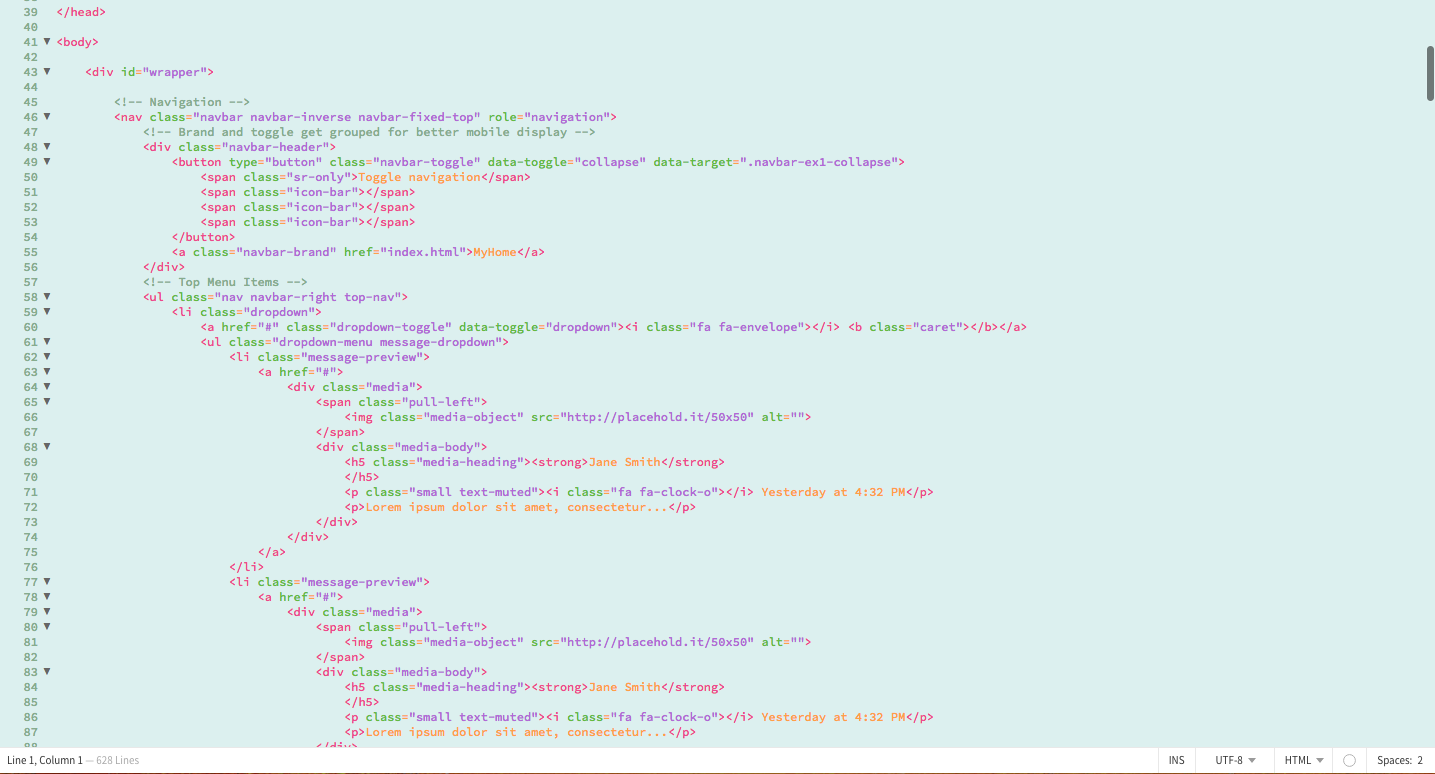 39 </head>
40
41 <body>
42
43     <div id="wrapper">
44
45         <!-- Navigation -->
46         <nav class="navbar navbar-inverse navbar-fixed-top" role="navigation">
47             <!-- Brand and toggle get grouped for better mobile display -->
48             <div class="navbar-header">
49                 <button type="button" class="navbar-toggle" data-toggle="collapse" data-target=".navbar-ex1-collapse">
50                     <span class="sr-only">Toggle navigation</span>
51                     <span class="icon-bar"></span>
52                     <span class="icon-bar"></span>
53                     <span class="icon-bar"></span>
54                 </button>
55                 <a class="navbar-brand" href="index.html">MyHome</a>
56             </div>
57             <!-- Top Menu Items -->
58             <ul class="nav navbar-right top-nav">
59                 <li class="dropdown">
60                     <a href="#" class="dropdown-toggle" data-toggle="dropdown"><i class="fa fa-envelope"></i> <b class="caret"></b></a>
61                     <ul class="dropdown-menu message-dropdown">
62                         <li class="message-preview">
63                             <a href="#">
64                                 <div class="media">
65                                     <span class="pull-left">
66                                         <img class="media-object" src="http://placehold.it/50x50" alt="">
67                                     </span>
68                                     <div class="media-body">
69                                         <h5 class="media-heading"><strong>Jane Smith</strong>
70                                         </h5>
71                                         <p class="small text-muted"><i class="fa fa-clock-o"></i> Yesterday at 4:32 PM</p>
72                                         <p>Lorem ipsum dolor sit amet, consectetur...</p>
73                                     </div>
74                                 </div>
75                             </a>
76                         </li>
77                         <li class="message-preview">
78                             <a href="#">
79                                 <div class="media">
80                                     <span class="pull-left">
81                                         <img class="media-object" src="http://placehold.it/50x50" alt="">
82                                     </span>
83                                     <div class="media-body">
84                                         <h5 class="media-heading"><strong>Jane Smith</strong>
85                                         </h5>
86                                         <p class="small text-muted"><i class="fa fa-clock-o"></i> Yesterday at 4:32 PM</p>
87                                         <p>Lorem ipsum dolor sit amet, consectetur...</p>
88                                     </div>
Line 1, Column 1 — 628 Lines INS UTF-8 HTML Spaces: 2